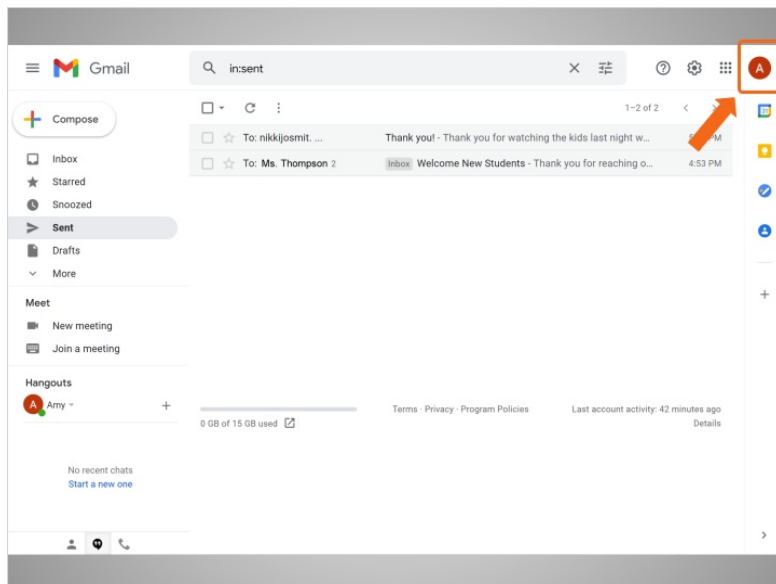 Gmail
in:sent
A
Compose
1–2 of 2
To: nikkijosmit. ...
Thank you! - Thank you for watching the kids last night w...
PM
To: Ms. Thompson 2
Inbox Welcome New Students - Thank you for reaching o...
4:53 PM
Inbox
Starred
Snoozed
Sent
Drafts
More
Meet
New meeting
Join a meeting
Hangouts
A Amy
No recent chats
Start a new one
0 GB of 15 GB used
Terms · Privacy · Program Policies
Last account activity: 42 minutes ago
Details